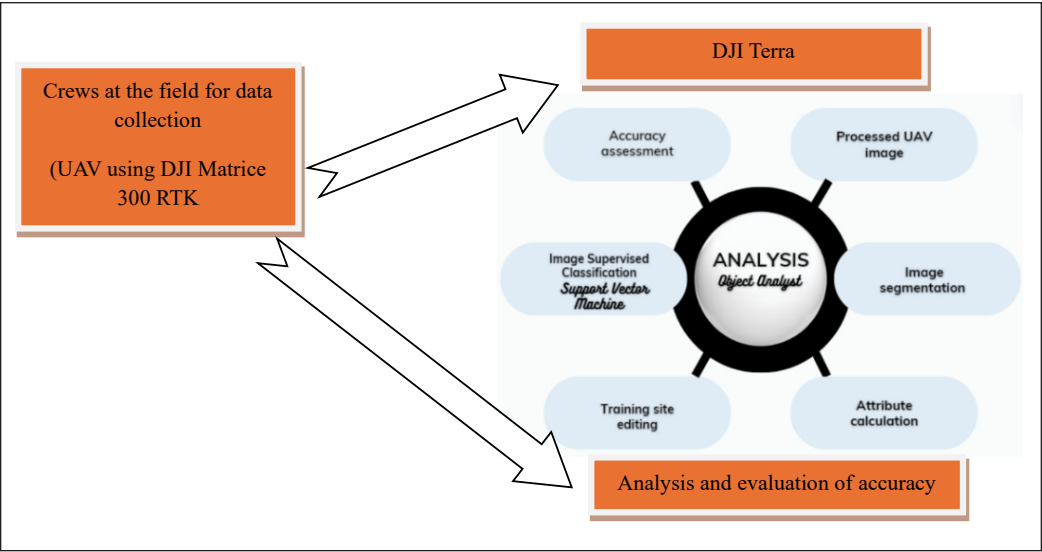 Crews at the field for data
collection
(UAV using DJI Matrice
300 RTK
DJI Terra
Accuracy
assessment
Processed UAV
image
Image Supervised
Classification
Support Vector
Machine
ANALYSIS
Object Analyst
Image
segmentation
Training site
editing
Attribute
calculation
Analysis and evaluation of accuracy